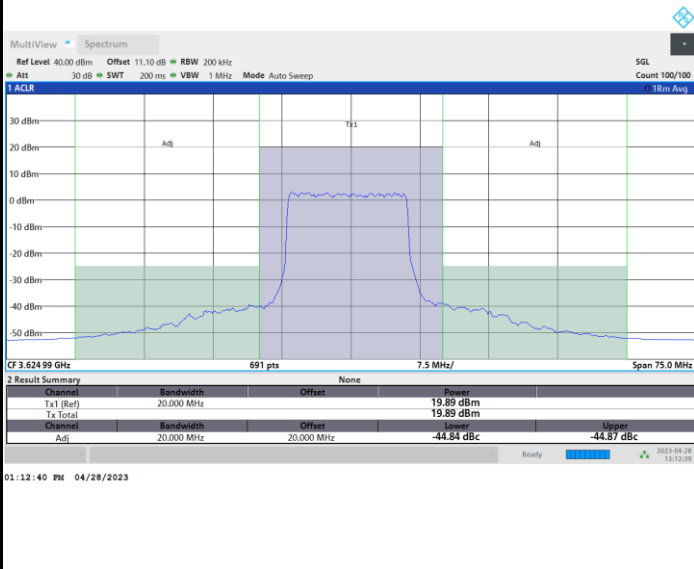 MultiView Spectrum
Ref Level 40.00 dBm Offset 11.10 dB RBW 200 kHz SGL
Att 30 dB SWT 200 ms VBW 1 MHz Mode Auto Sweep Count 100/100
1 ACLR 1Rm Avg
30 dBm
Tx1
20 dBm
Adj Adj
10 dBm
0 dBm
-10 dBm
-20 dBm
-30 dBm
-40 dBm
-50 dBm
CF 3.624 99 GHz 691 pts 7.5 MHz/ Span 75.0 MHz
2 Result Summary None
Channel Bandwidth Offset Power
Tx1 (Ref) 20.000 MHz 19.89 dBm
Tx Total 19.89 dBm
Channel Bandwidth Offset Lower Upper
Adj 20.000 MHz 20.000 MHz -44.84 dBc -44.87 dBc
Ready 2023-04-28
13:12:39
01:12:40 PM 04/28/2023